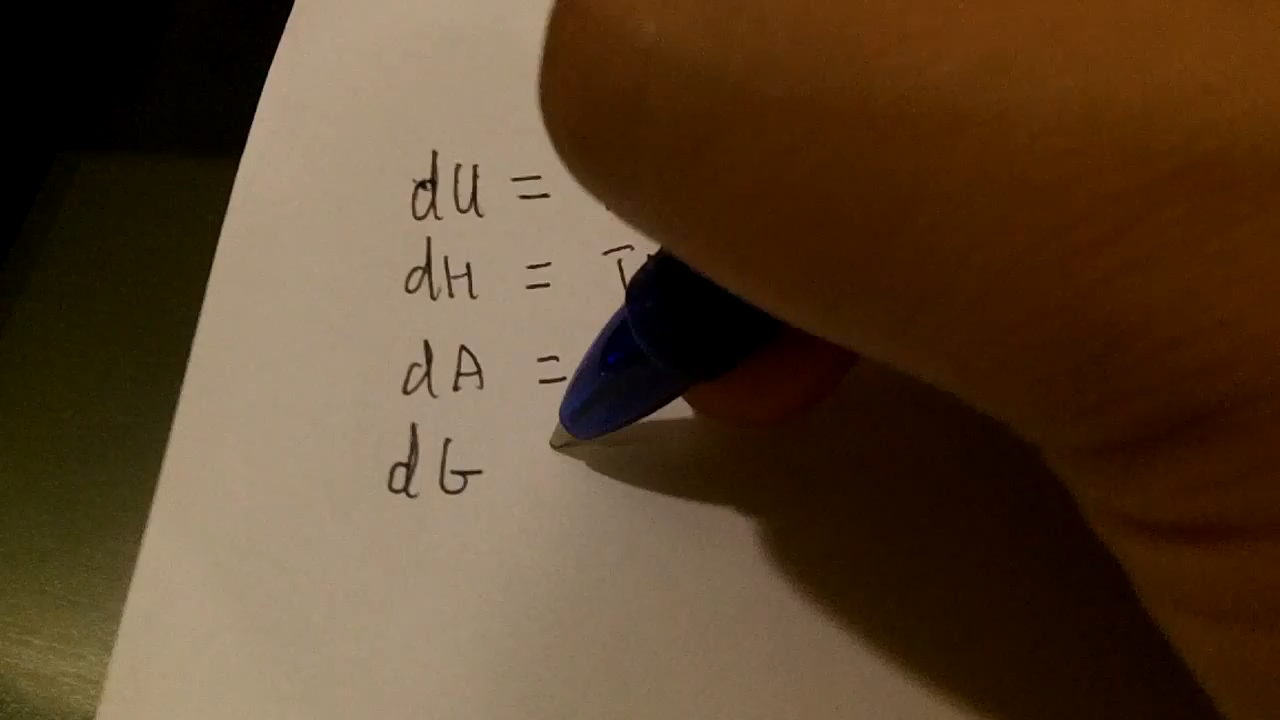 dU =
dH = T
dA =
dG